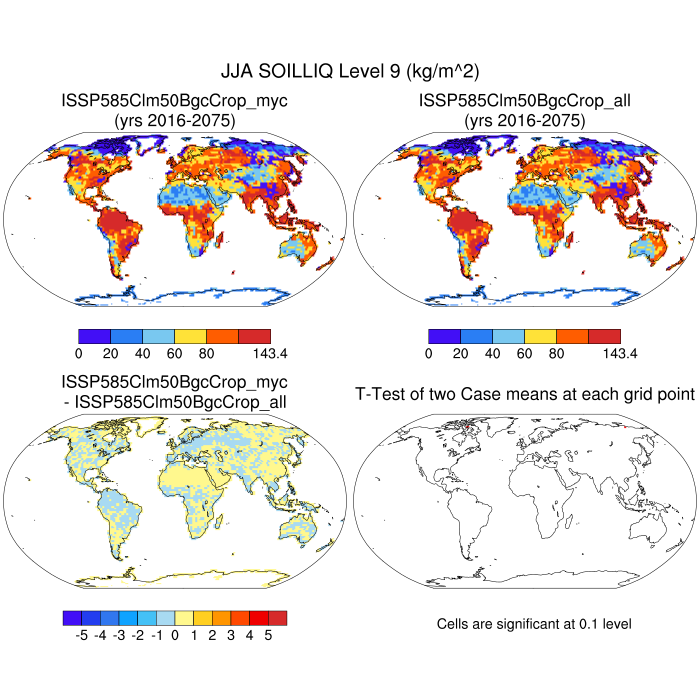 JJA SOILLIQ Level 9 (kg/m^2)
ISSP585Clm50BgcCrop_myc
(yrs 2016-2075)
ISSP585Clm50BgcCrop_all
(yrs 2016-2075)
0 20 40 60 80 143.4
0 20 40 60 80 143.4
ISSP585Clm50BgcCrop_myc
- ISSP585Clm50BgcCrop_all
T-Test of two Case means at each grid point
-5 -4 -3 -2 -1 0 1 2 3 4 5
Cells are significant at 0.1 level